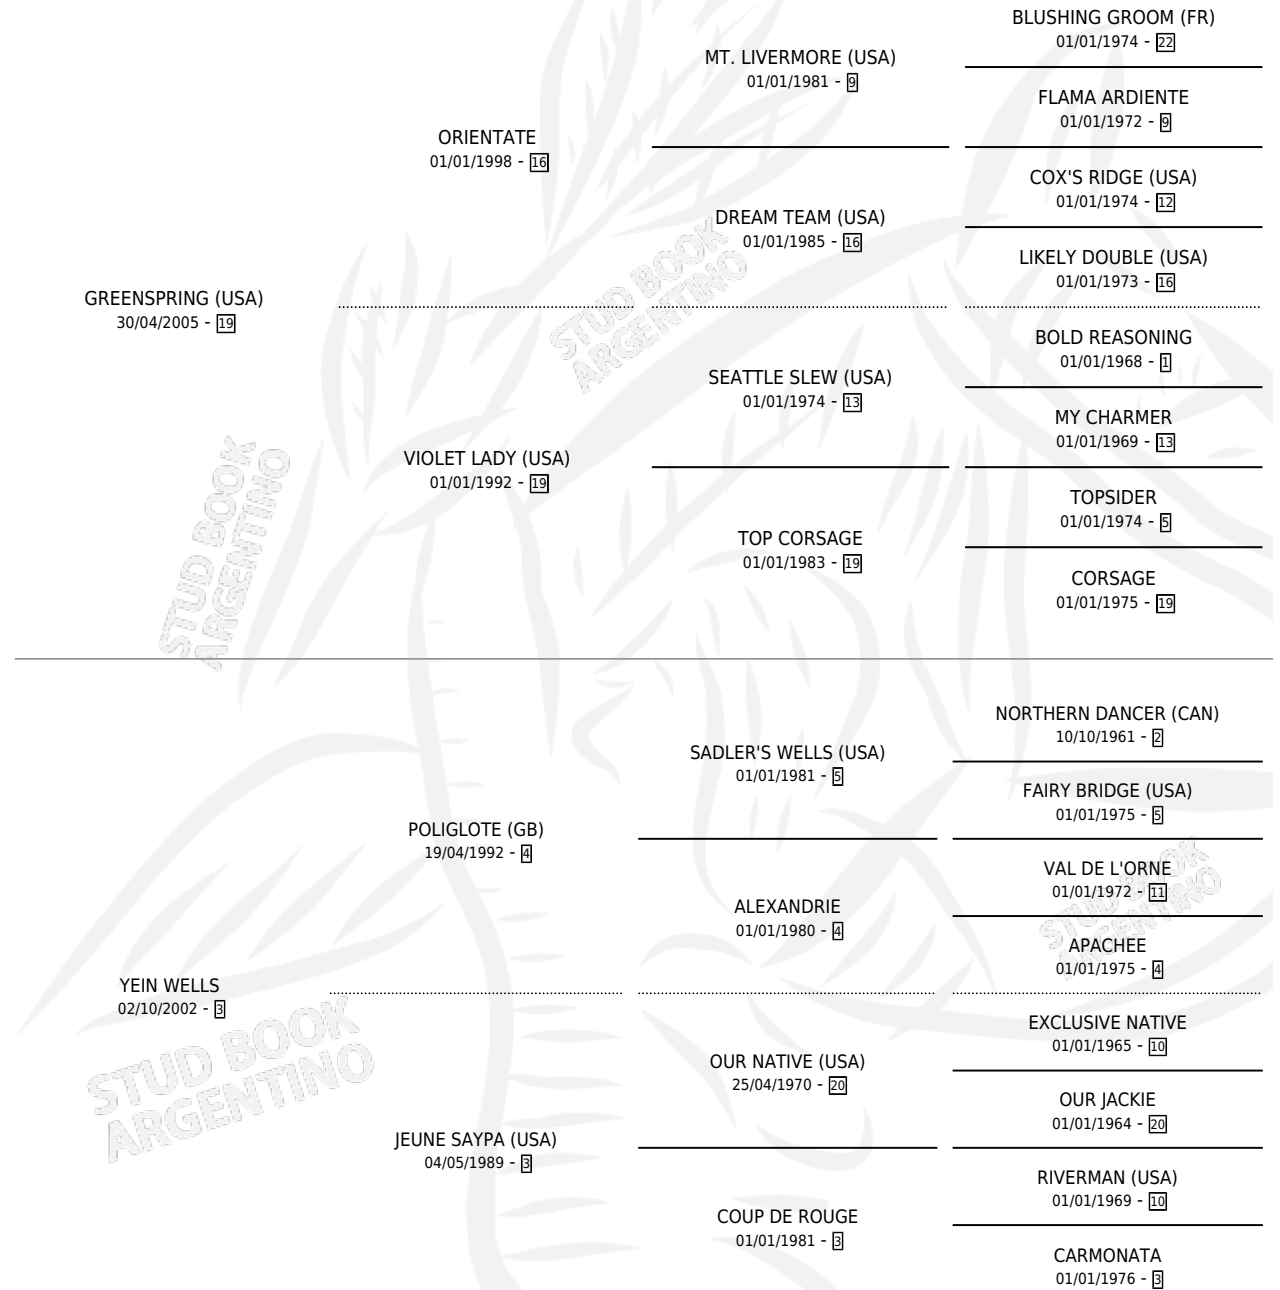 BLUSHING GROOM (FR)
01/01/1974 - 22
MT. LIVERMORE (USA)
01/01/1981 - 9
FLAMA ARDIENTE
01/01/1972 - 9
ORIENTATE
01/01/1998 - 16
COX'S RIDGE (USA)
01/01/1974 - 12
DREAM TEAM (USA)
01/01/1985 - 16
LIKELY DOUBLE (USA)
01/01/1973 - 16
GREENSPRING (USA)
30/04/2005 - 19
STUD BOOK
ARGENTINO
BOLD REASONING
01/01/1968 - 1
SEATTLE SLEW (USA)
01/01/1974 - 13
MY CHARMER
01/01/1969 - 13
VIOLET LADY (USA)
01/01/1992 - 19
TOPSIDER
01/01/1974 - 5
TOP CORSAGE
01/01/1983 - 19
CORSAGE
01/01/1975 - 19
STUD BOOK
ARGENTINO
NORTHERN DANCER (CAN)
10/10/1961 - 2
SADLER'S WELLS (USA)
01/01/1981 - 5
FAIRY BRIDGE (USA)
01/01/1975 - 5
POLIGLOTE (GB)
19/04/1992 - 4
VAL DE L'ORNE
01/01/1972 - 11
ALEXANDRIE
01/01/1980 - 4
APACHEE
01/01/1975 - 4
STUD BOOK
ARGENTINO
YEIN WELLS
02/10/2002 - 3
EXCLUSIVE NATIVE
01/01/1965 - 10
OUR NATIVE (USA)
25/04/1970 - 20
OUR JACKIE
01/01/1964 - 20
STUD BOOK
ARGENTINO
JEUNE SAYPA (USA)
04/05/1989 - 3
RIVERMAN (USA)
01/01/1969 - 10
COUP DE ROUGE
01/01/1981 - 3
CARMONATA
01/01/1976 - 3